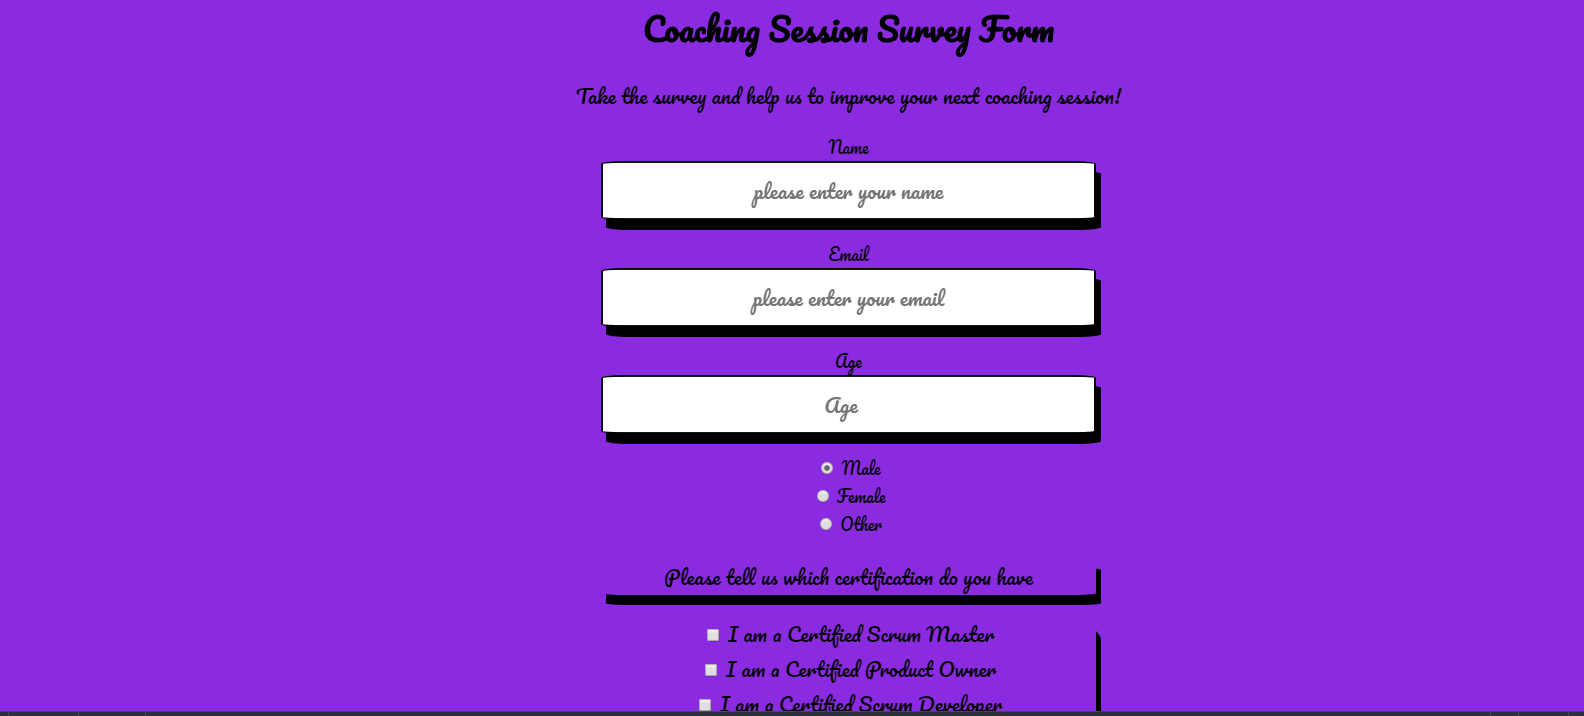 Coaching Session Survey Form
Take the survey and help us to improve your next coaching session!
Name
please enter your name
Email
please enter your email
Age
Age
Male
Female
Other
Please tell us which certification do you have
I am a Certified Scrum Master
I am a Certified Product Owner
I am a Certified Scrum Developer